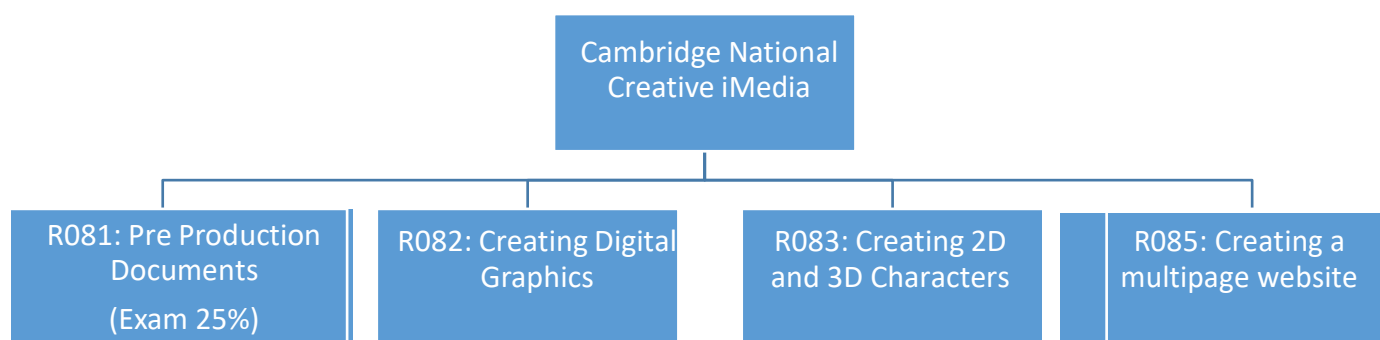 Cambridge National
Creative iMedia
R081: Pre Production
Documents
(Exam 25%)
R082: Creating Digital
Graphics
R083: Creating 2D
and 3D Characters
R085: Creating a
multipage website